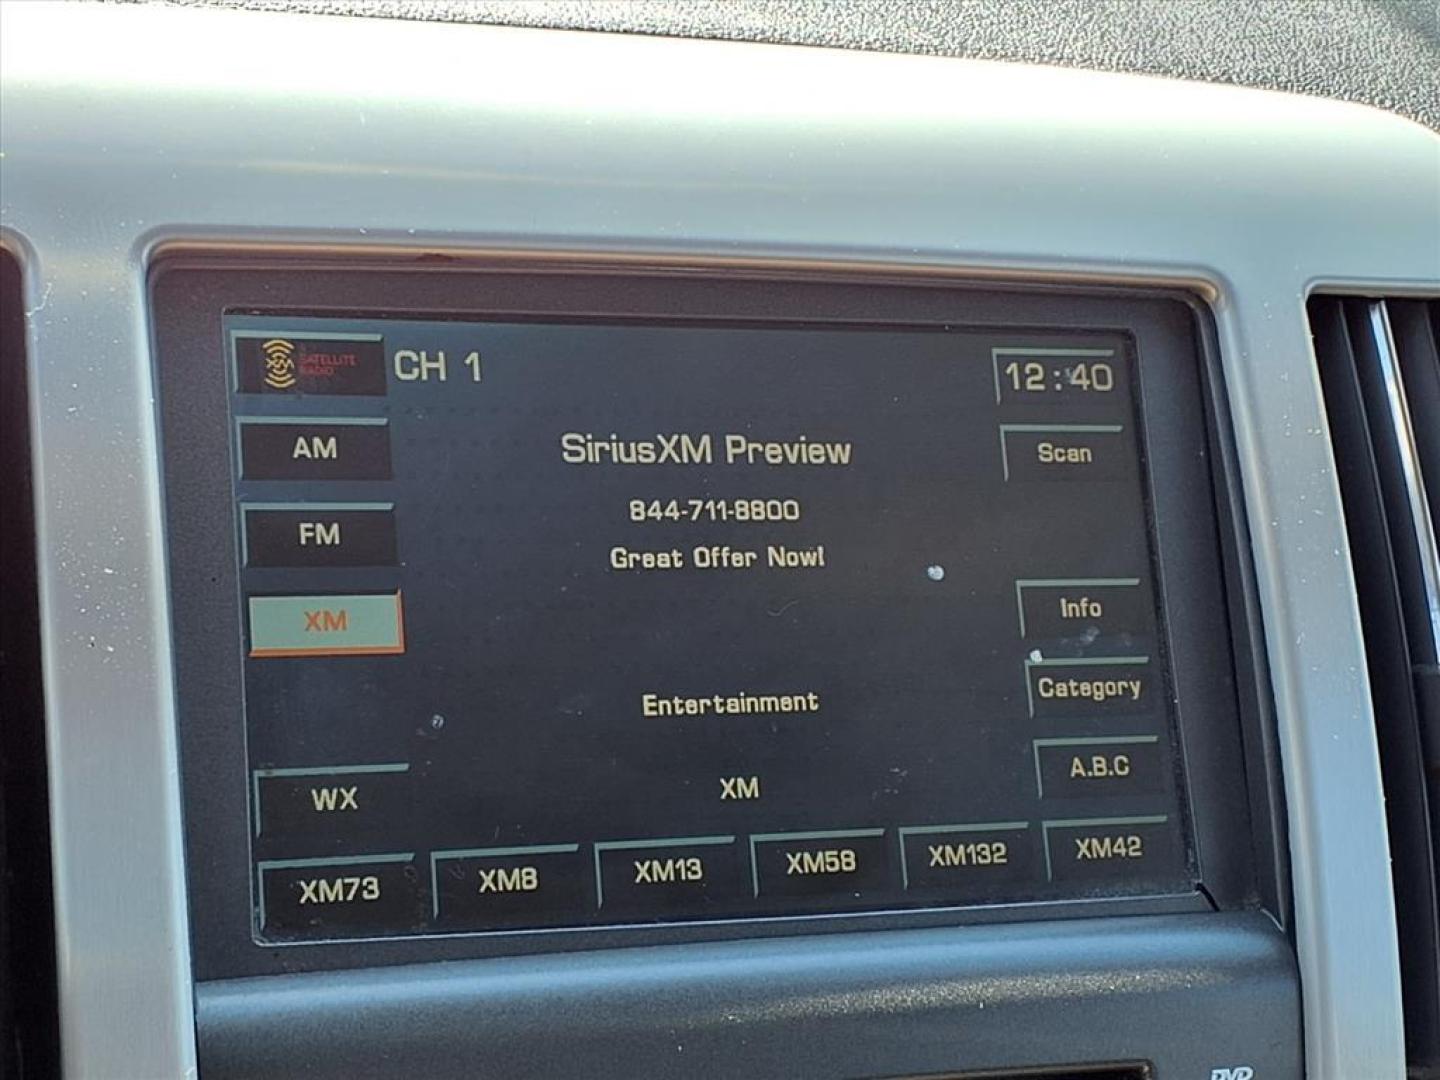 XM SATELLITE RADIO CH 1 12:40
AM SiriusXM Preview Scan
844-711-8800
FM Great Offer Now!
XM Info
Entertainment Category
WX XM A.B.C
XM73 XM8 XM13 XM58 XM132 XM42
DVD